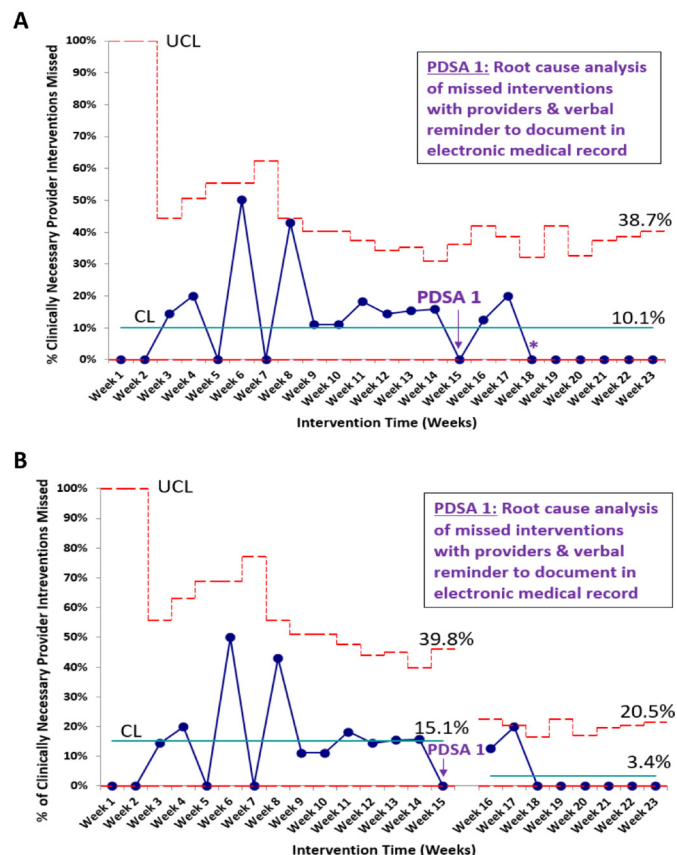 A
UCL
PDSA 1: Root cause analysis
of missed interventions
with providers & verbal
reminder to document in
electronic medical record
% Clinically Necessary Provider Interventions Missed
100%
90%
80%
70%
60%
50%
40%
30%
20%
10%
0%
38.7%
PDSA 1
CL
10.1%
*
Week 1
Week 2
Week 3
Week 4
Week 5
Week 6
Week 7
Week 8
Week 9
Week 10
Week 11
Week 12
Week 13
Week 14
Week 15
Week 16
Week 17
Week 18
Week 19
Week 20
Week 21
Week 22
Week 23
Intervention Time (Weeks)
B
UCL
PDSA 1: Root cause analysis
of missed interventions
with providers & verbal
reminder to document in
electronic medical record
% of Clinically Necessary Provider Intreventions Missed
100%
90%
80%
70%
60%
50%
40%
30%
20%
10%
0%
39.8%
20.5%
CL
15.1%
PDSA 1
3.4%
Week 1
Week 2
Week 3
Week 4
Week 5
Week 6
Week 7
Week 8
Week 9
Week 10
Week 11
Week 12
Week 13
Week 14
Week 15
Week 16
Week 17
Week 18
Week 19
Week 20
Week 21
Week 22
Week 23
Intervention Time (Weeks)